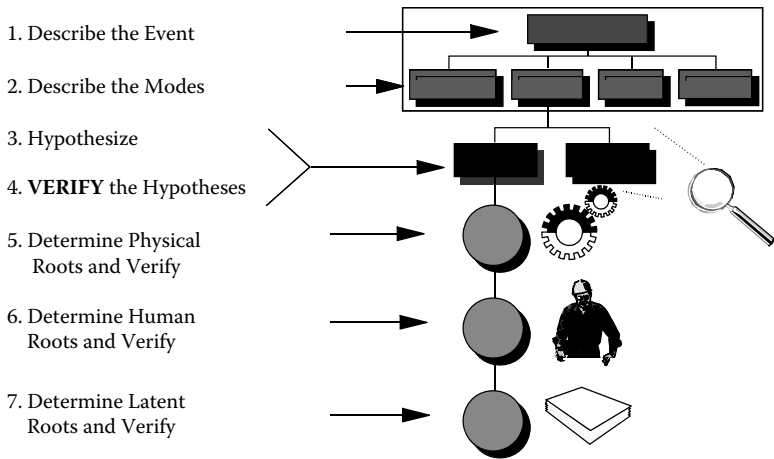 1. Describe the Event
2. Describe the Modes
3. Hypothesize
4. VERIFY the Hypotheses
5. Determine Physical
Roots and Verify
6. Determine Human
Roots and Verify
7. Determine Latent
Roots and Verify